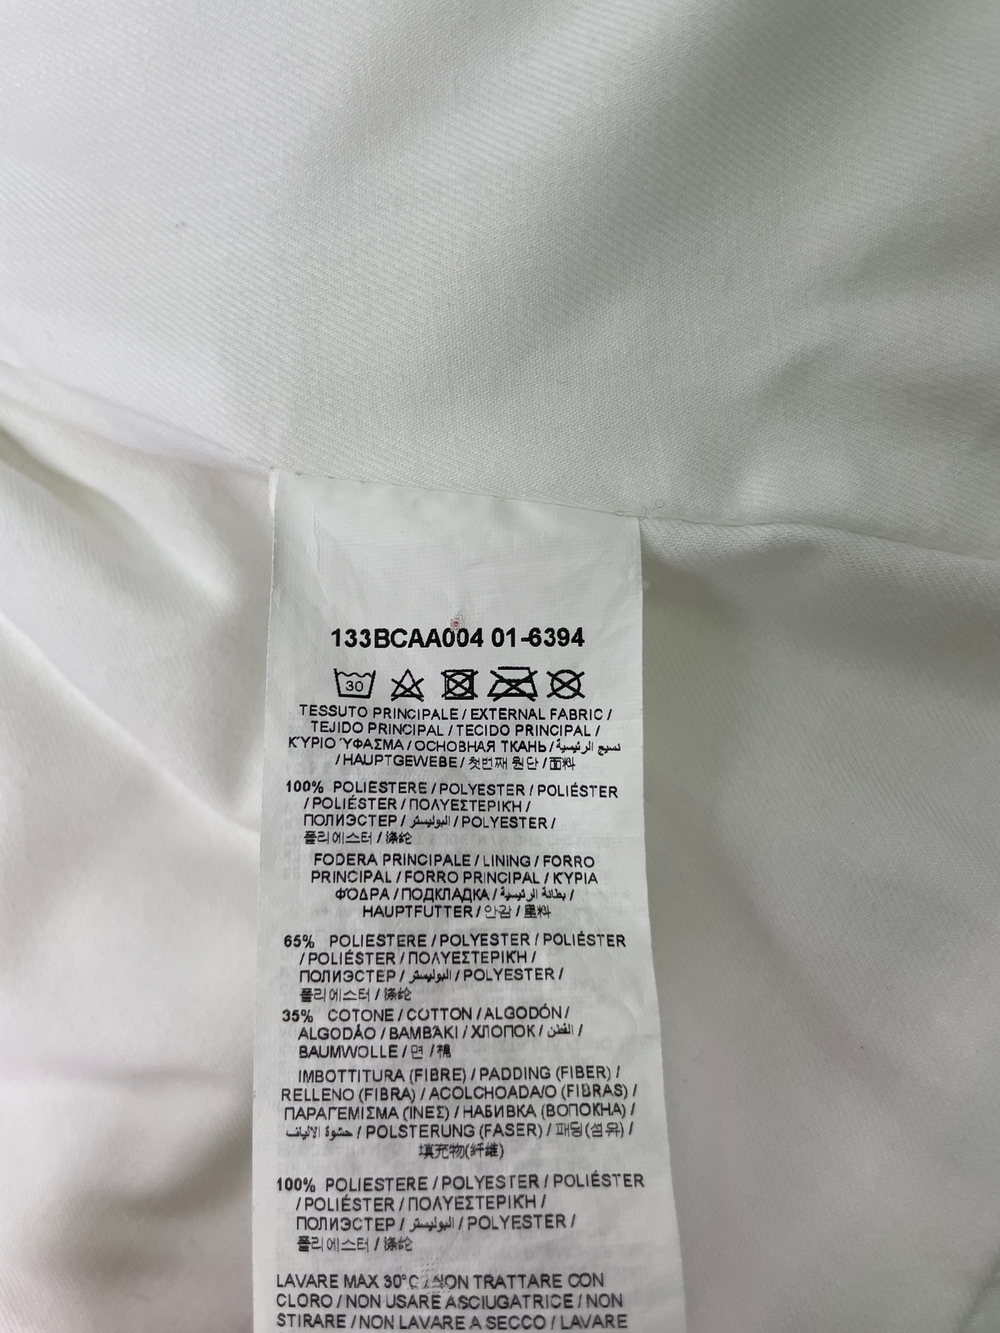 133BCAA004 01-6394
30
TESSUTO PRINCIPALE / EXTERNAL FABRIC /
TEJIDO PRINCIPAL / TECIDO PRINCIPAL /
ΚΎΡΙΟ ΎΦΑΣΜΑ / ОСНОВНАЯ ТКАНЬ / نسيج الرئيسية
/ HAUPTGEWEBE / 첫번째 원단 / 面料
100% POLIESTERE / POLYESTER / POLIÉSTER
/ POLIÉSTER / ΠΟΛΥΕΣΤΕΡΙΚΉ /
ПОЛИЭСТЕР / البوليستر / POLYESTER /
폴리에스터 / 涤纶
FODERA PRINCIPALE / LINING / FORRO
PRINCIPAL / FORRO PRINCIPAL / ΚΎΡΙΑ
ΦΌΔΡΑ / ПОДКЛАДКА / بطانة الرئيسية /
HAUPTFUTTER / 안감 / 里料
65% POLIESTERE / POLYESTER / POLIÉSTER
/ POLIÉSTER / ΠΟΛΥΕΣΤΕΡΙΚΉ /
ПОЛИЭСТЕР / البوليستر / POLYESTER /
폴리에스터 / 涤纶
35% COTONE / COTTON / ALGODÓN /
ALGODÃO / ΒΑΜΒΆΚΙ / ХЛОПОК / القطن /
BAUMWOLLE / 면 / 棉
IMBOTTITURA (FIBRE) / PADDING (FIBER) /
RELLENO (FIBRA) / ACOLCHOADA/O (FIBRAS) /
ΠΑΡΑΓΕΜΙΣΜΑ (ΊΝΕΣ) / НАБИВКА (ВОЛОКНА) /
حشوة الالياف / POLSTERUNG (FASER) / 패딩(섬유) /
填充物(纤维)
100% POLIESTERE / POLYESTER / POLIÉSTER
/ POLIÉSTER / ΠΟΛΥΕΣΤΕΡΙΚΉ /
ПОЛИЭСТЕР / البوليستر / POLYESTER /
폴리에스터 / 涤纶
LAVARE MAX 30°C / NON TRATTARE CON
CLORO / NON USARE ASCIUGATRICE / NON
STIRARE / NON LAVARE A SECCO / LAVARE